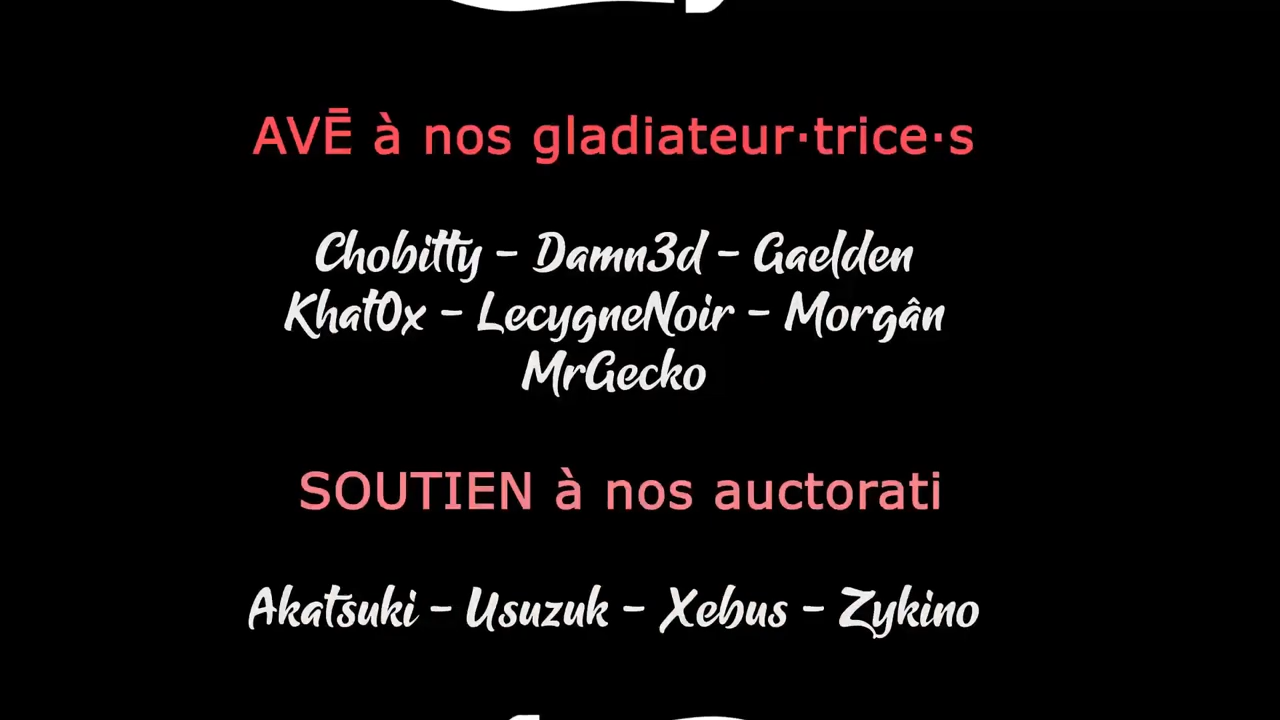 AVĒ à nos gladiateur·trice·s
Chobitty - Damn3d - Gaelden
Khat0x - LecygneNoir - Morgân
MrGecko
SOUTIEN à nos auctorati
Akatsuki - Usuzuk - Xebus - Zykino